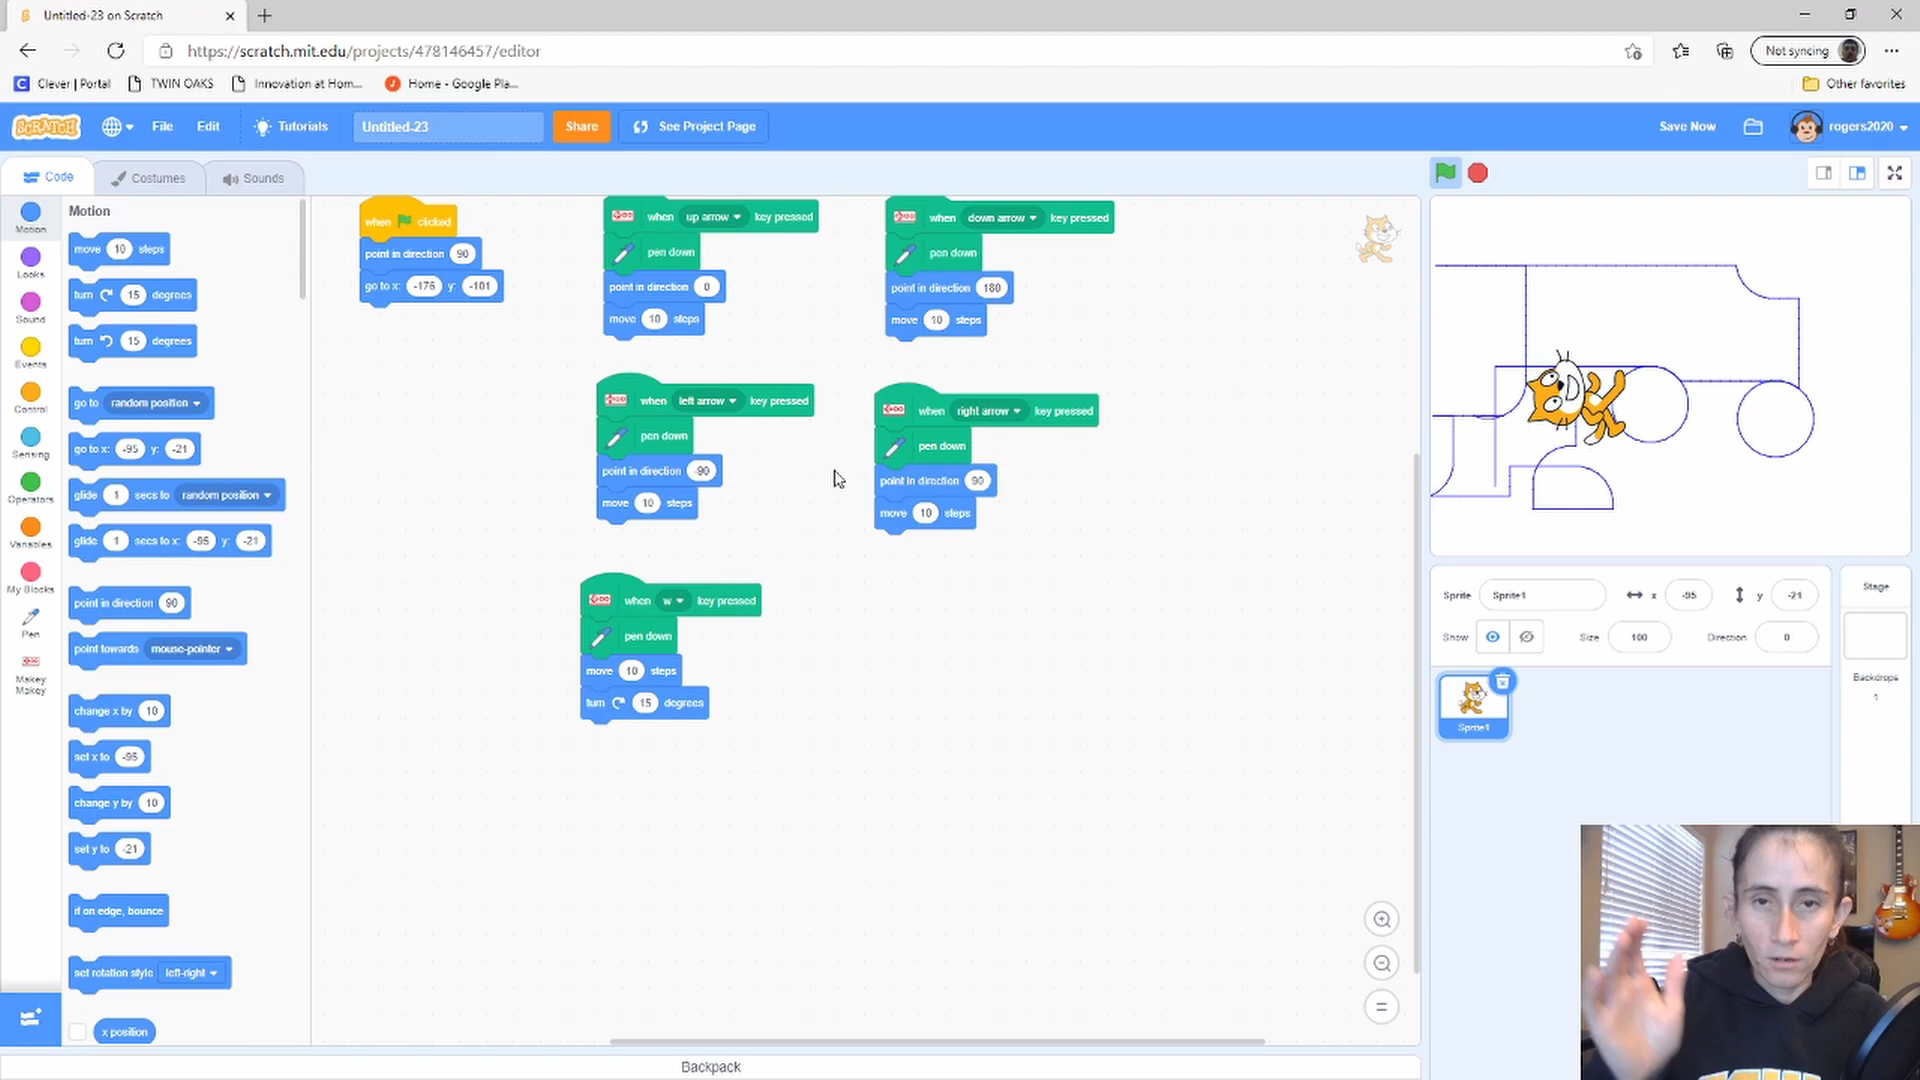 Untitled-23 on Scratch
https://scratch.mit.edu/projects/478146457/editor
Not syncing
Clever | Portal
TWIN OAKS
Innovation at Hom...
Home - Google Pla...
Other favorites
SCRATCH
File
Edit
Tutorials
Untitled-23
Share
See Project Page
Save Now
rogers2020
Code
Costumes
Sounds
Motion
Looks
Sound
Events
Control
Sensing
Operators
Variables
My Blocks
Pen
Makey
Makey
Motion
move 10 steps
turn 15 degrees
turn 15 degrees
go to random position
go to x: -95 y: -21
glide 1 secs to random position
glide 1 secs to x: -95 y: -21
point in direction 90
point towards mouse-pointer
change x by 10
set x to -95
change y by 10
set y to -21
if on edge, bounce
set rotation style left-right
x position
when clicked
point in direction 90
go to x: -176 y: -101
when up arrow key pressed
pen down
point in direction 0
move 10 steps
when down arrow key pressed
pen down
point in direction 180
move 10 steps
when left arrow key pressed
pen down
point in direction -90
move 10 steps
when right arrow key pressed
pen down
point in direction 90
move 10 steps
when w key pressed
pen down
move 10 steps
turn 15 degrees
Backpack
Sprite Sprite1 x -95 y -21
Show Size 100 Direction 0
Sprite1
Stage
Backdrops
1